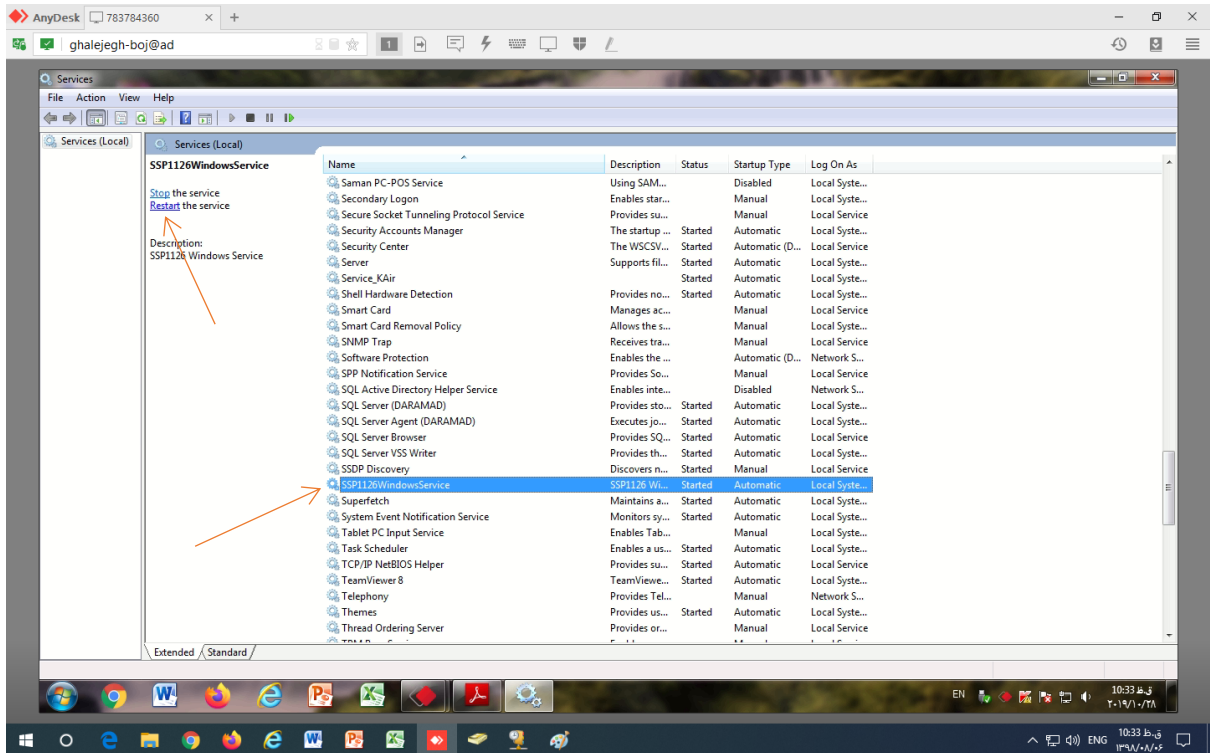 AnyDesk 783784360
ghalejegh-boj@ad
1
Services
File Action View Help
Services (Local)
Services (Local)
SSP1126WindowsService
Stop the service
Restart the service
Description:
SSP1126 Windows Service
Name Description Status Startup Type Log On As
Saman PC-POS Service Using SAM... Disabled Local Syste...
Secondary Logon Enables star... Manual Local Syste...
Secure Socket Tunneling Protocol Service Provides su... Manual Local Service
Security Accounts Manager The startup ... Started Automatic Local Syste...
Security Center The WSCSV... Started Automatic (D... Local Service
Server Supports fil... Started Automatic Local Syste...
Service_KAir Started Automatic Local Syste...
Shell Hardware Detection Provides no... Started Automatic Local Syste...
Smart Card Manages ac... Manual Local Service
Smart Card Removal Policy Allows the s... Manual Local Syste...
SNMP Trap Receives tra... Manual Local Service
Software Protection Enables the ... Automatic (D... Network S...
SPP Notification Service Provides So... Manual Local Service
SQL Active Directory Helper Service Enables inte... Disabled Network S...
SQL Server (DARAMAD) Provides sto... Started Automatic Local Syste...
SQL Server Agent (DARAMAD) Executes jo... Started Automatic Local Syste...
SQL Server Browser Provides SQ... Started Automatic Local Service
SQL Server VSS Writer Provides th... Started Automatic Local Syste...
SSDP Discovery Discovers n... Started Manual Local Service
SSP1126WindowsService SSP1126 Wi... Started Automatic Local Syste...
Superfetch Maintains a... Started Automatic Local Syste...
System Event Notification Service Monitors sy... Started Automatic Local Syste...
Tablet PC Input Service Enables Tab... Manual Local Syste...
Task Scheduler Enables a us... Started Automatic Local Syste...
TCP/IP NetBIOS Helper Provides su... Started Automatic Local Service
TeamViewer 8 TeamViewe... Started Automatic Local Syste...
Telephony Provides Tel... Manual Network S...
Themes Provides us... Started Automatic Local Syste...
Thread Ordering Server Provides or... Manual Local Service
Extended Standard
EN 10:33 ق.ظ
۲۰۱۹/۱۰/۲۸
ENG 10:33 ق.ظ
۱۳۹۸/۰۸/۰۶